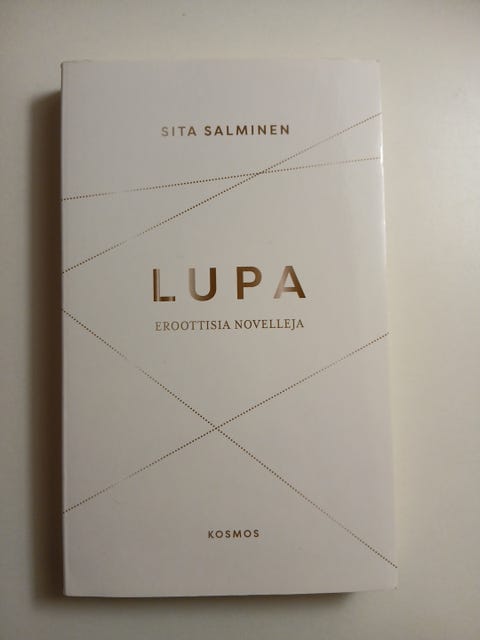 SITA SALMINEN
LUPA
EROOTTISIA NOVELLEJA
KOSMOS